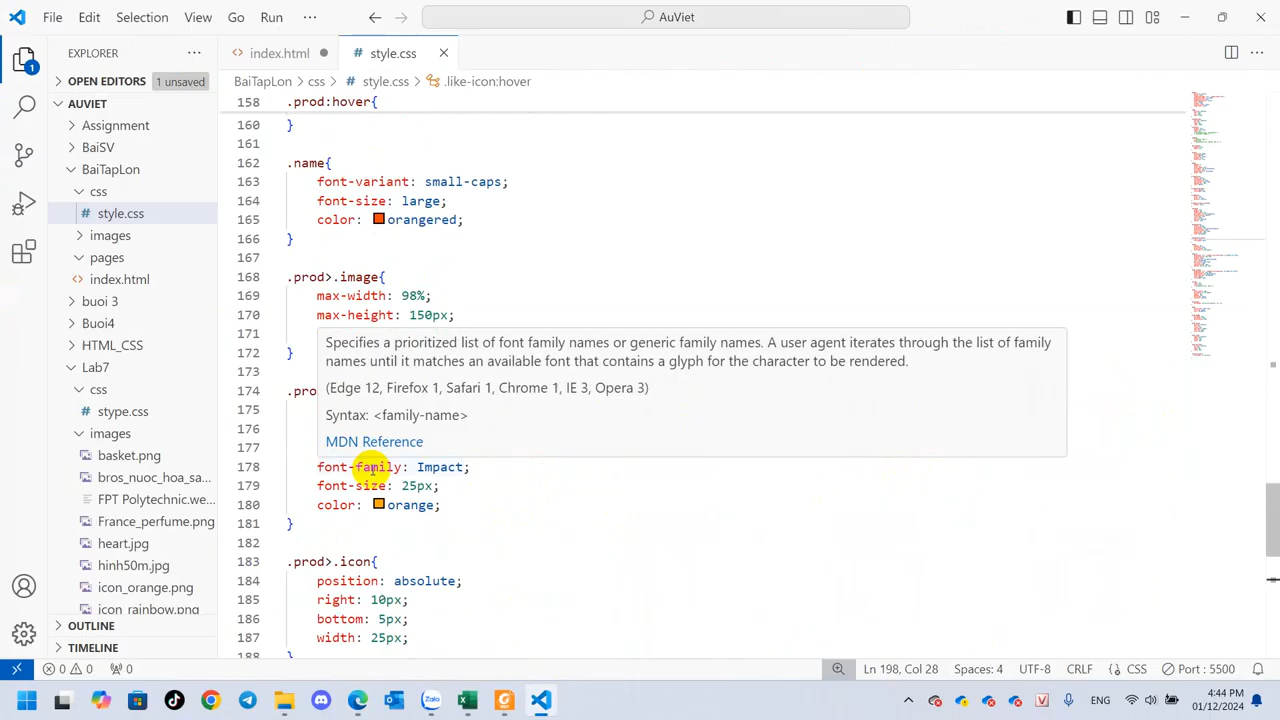 File Edit Selection View Go Run ··· AuViet
EXPLORER ···
index.html
# style.css
OPEN EDITORS 1 unsaved
BaiTapLon > css > # style.css > .like-icon:hover
AUVIET
Assignment
BaiSV
BaiTapLon
css
# style.css
images
pages
<> index.html
buoi 3
Buoi4
HTML_CSS
Lab7
css
# stype.css
images
basket.png
bros_nuoc_hoa_sa...
FPT Polytechnic.we...
France_perfume.png
heart.jpg
hinh50m.jpg
icon_orange.png
icon_rainbow.png
OUTLINE
TIMELINE
158 .prod:hover{
160 }
161
162 .name{
163 font-variant: small-caps;
164 font-size: large;
165 color: orangered;
166 }
167
168 .prod>.image{
169 max-width: 98%;
170 max-height: 150px;
171
172 }
173
174 .pro
175
176
177
Specifies a prioritized list of font family names or generic family names. A user agent iterates through the list of family
names until it matches an available font that contains a glyph for the character to be rendered.
(Edge 12, Firefox 1, Safari 1, Chrome 1, IE 3, Opera 3)
Syntax: <family-name>
MDN Reference
178 font-family: Impact;
179 font-size: 25px;
180 color: orange;
181 }
182
183 .prod>.icon{
184 position: absolute;
185 right: 10px;
186 bottom: 5px;
187 width: 25px;
188 }
0 0 0 Ln 198, Col 28 Spaces: 4 UTF-8 CRLF {} CSS Port : 5500
Zalo ENG 4:44 PM
01/12/2024